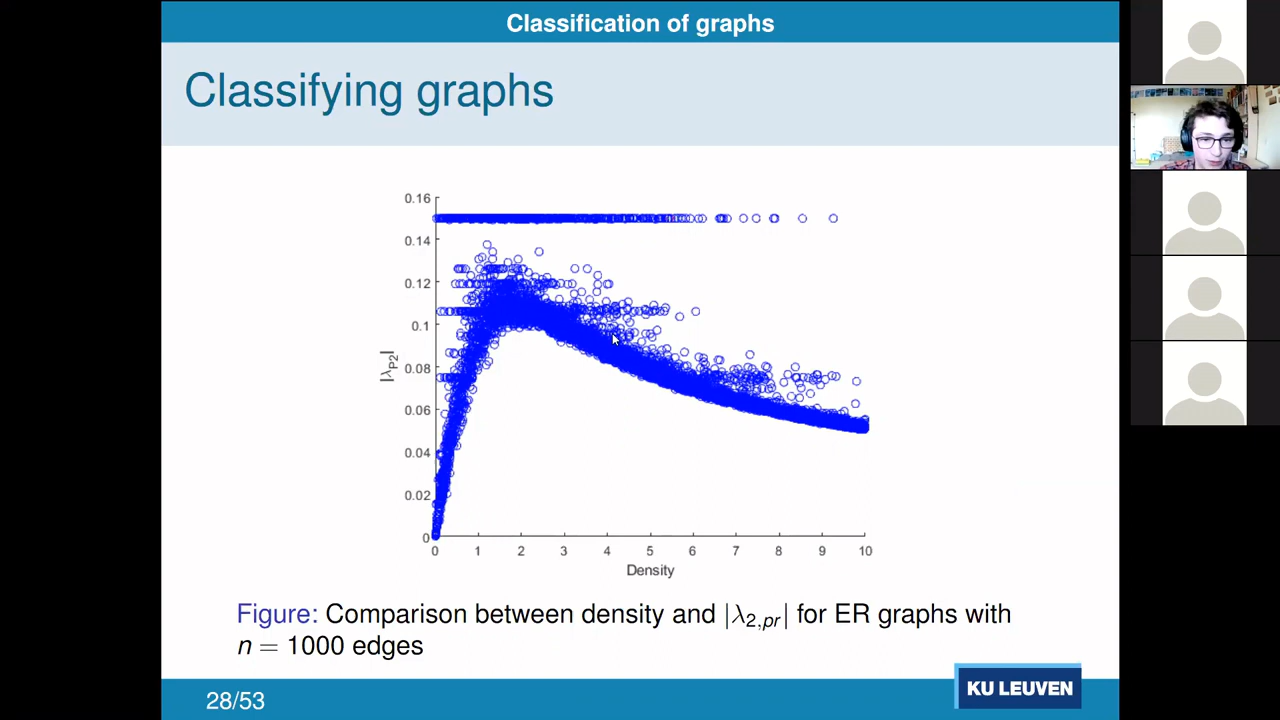 Classification of graphs
Classifying graphs
0.16
0.14
0.12
0.1
0.08
0.06
0.04
0.02
0
|λP2|
0 1 2 3 4 5 6 7 8 9 10
Density
Figure: Comparison between density and |λ2,pr| for ER graphs with
n = 1000 edges
28/53
KU LEUVEN